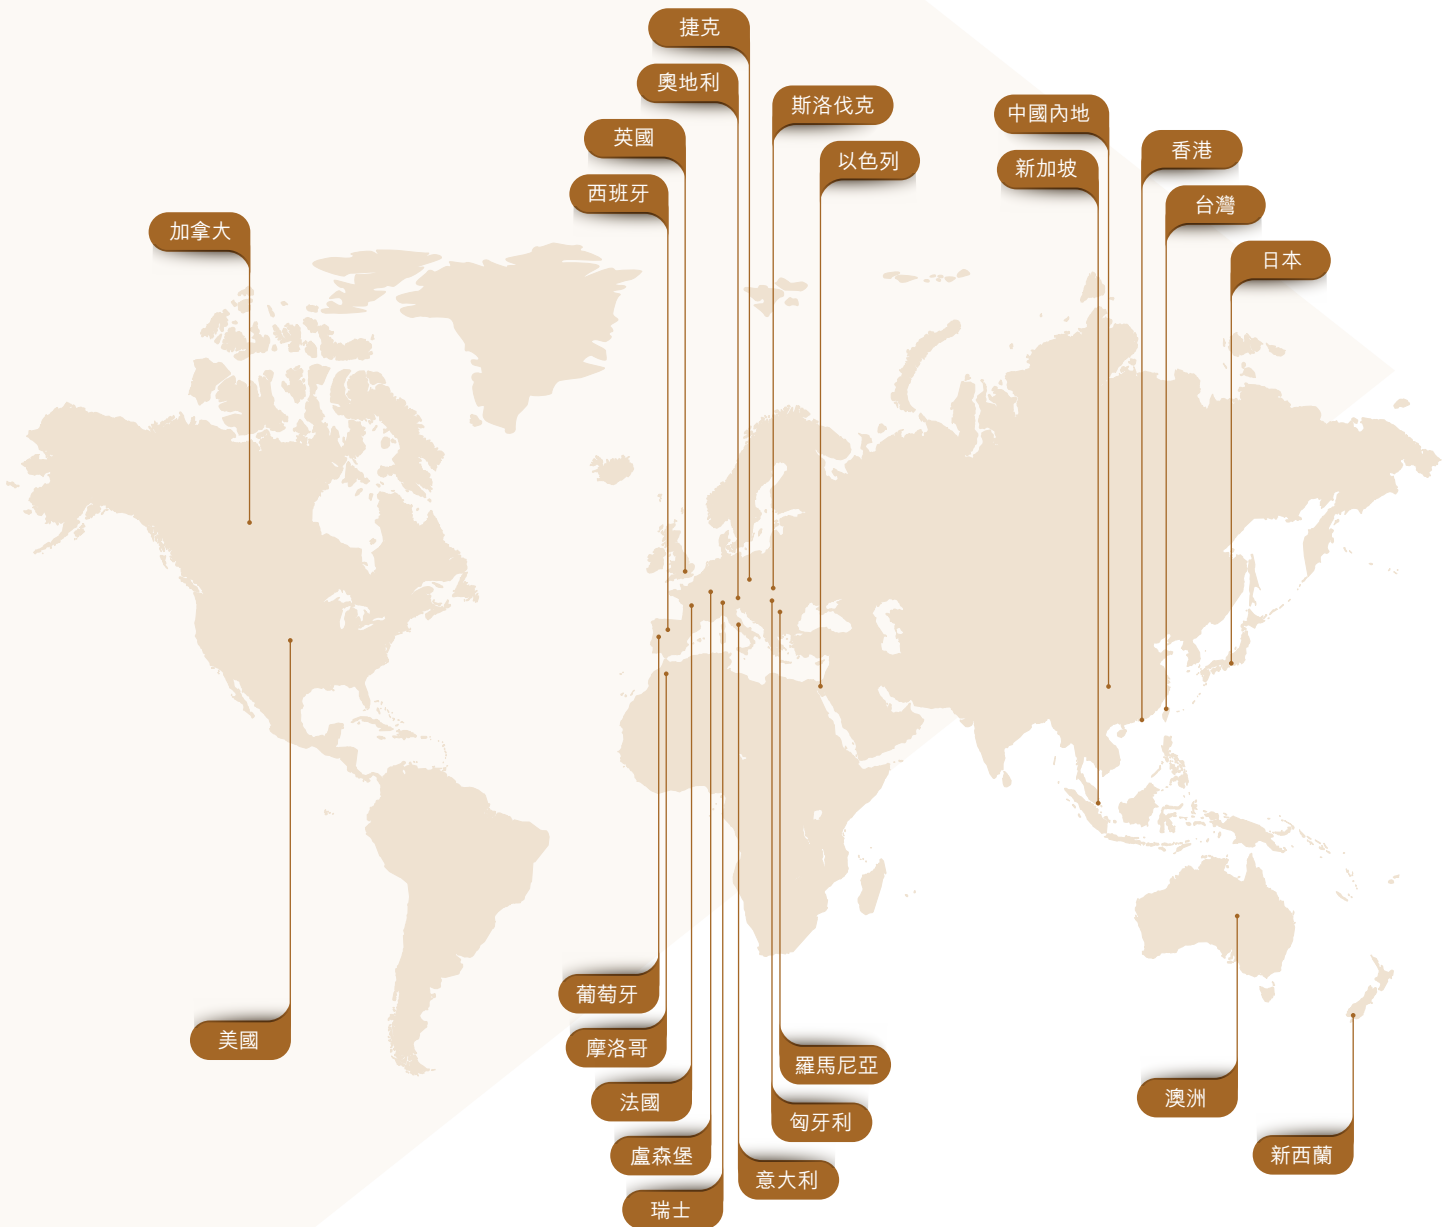 捷克
奧地利
斯洛伐克
中國內地
英國
香港
以色列
新加坡
西班牙
台灣
加拿大
日本
葡萄牙
美國
摩洛哥
羅馬尼亞
澳洲
法國
匈牙利
盧森堡
新西蘭
意大利
瑞士